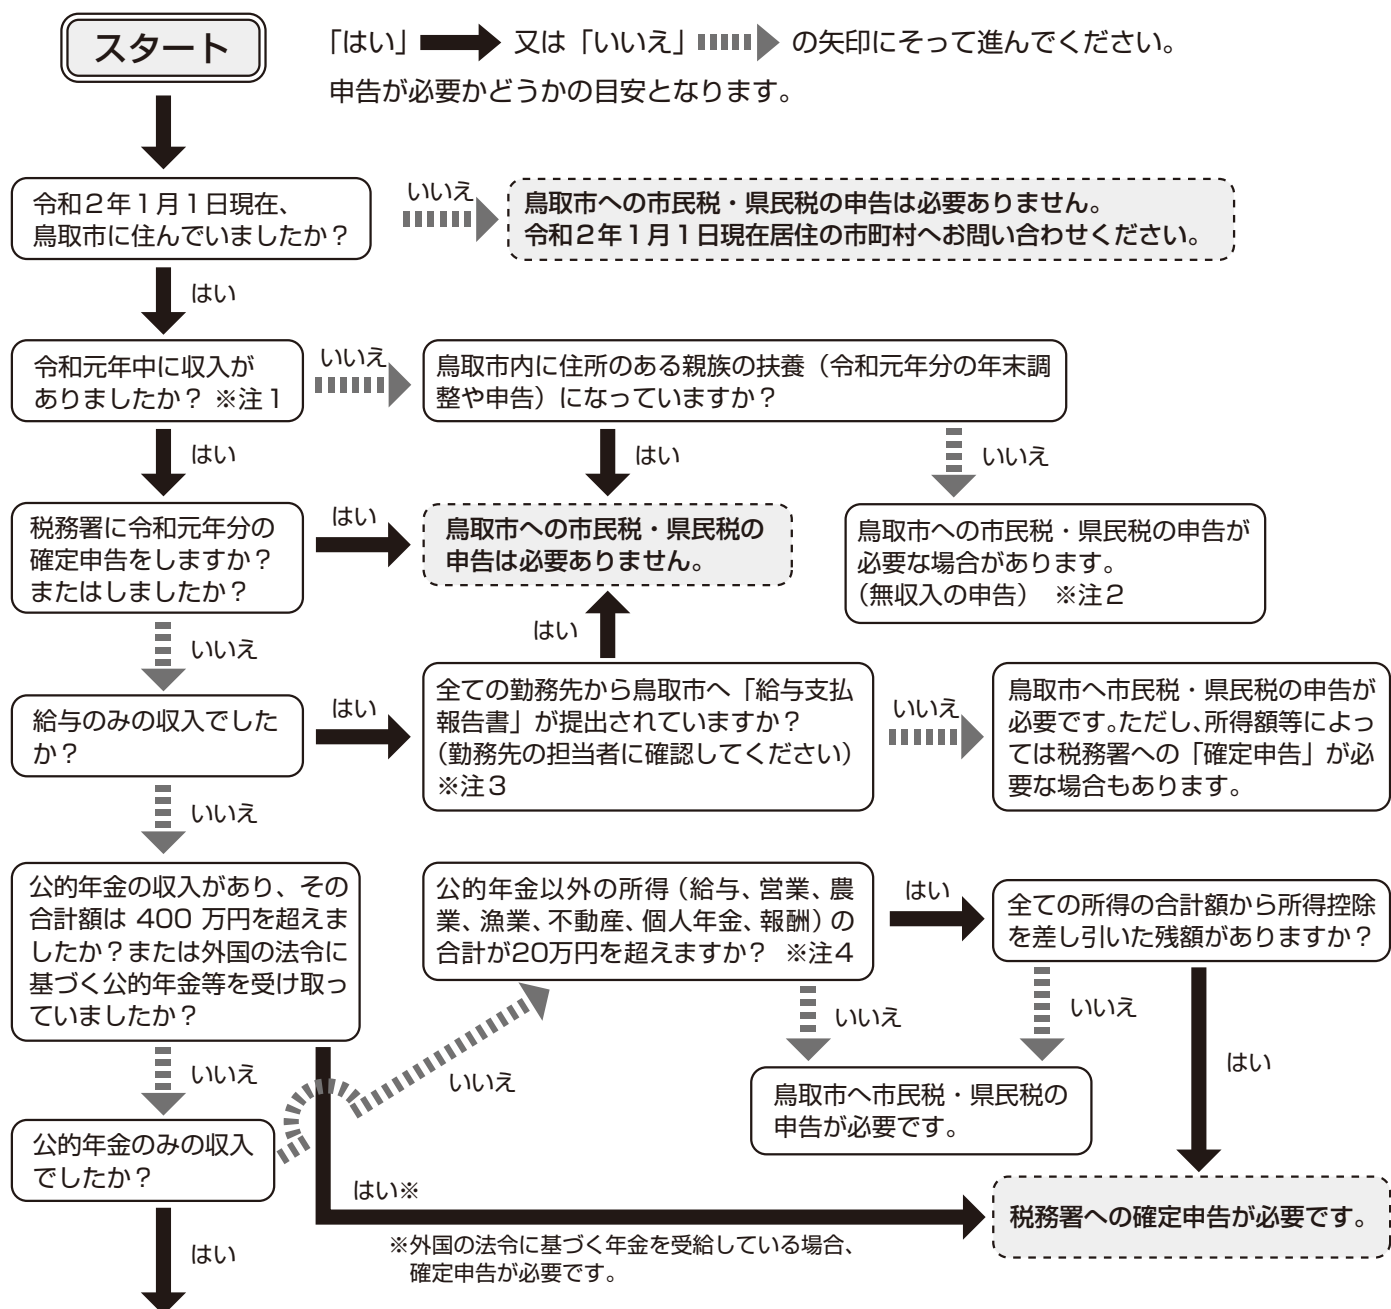 スタート
「はい」 又は「いいえ」 の矢印にそって進んでください。
申告が必要かどうかの目安となります。
令和２年１月１日現在、
鳥取市に住んでいましたか？
いいえ
鳥取市への市民税・県民税の申告は必要ありません。
令和２年１月１日現在居住の市町村へお問い合わせください。
はい
令和元年中に収入が
ありましたか？ ※注１
いいえ
鳥取市内に住所のある親族の扶養（令和元年分の年末調
整や申告）になっていますか？
はい
はい
いいえ
税務署に令和元年分の
確定申告をしますか？
またはしましたか？
はい
鳥取市への市民税・県民税の
申告は必要ありません。
鳥取市への市民税・県民税の申告が
必要な場合があります。
（無収入の申告） ※注２
いいえ
はい
給与のみの収入でした
か？
はい
全ての勤務先から鳥取市へ「給与支払
報告書」が提出されていますか？
（勤務先の担当者に確認してください）
※注３
いいえ
鳥取市へ市民税・県民税の申告が
必要です。ただし、所得額等によっ
ては税務署への「確定申告」が必
要な場合もあります。
いいえ
公的年金の収入があり、その
合計額は 400 万円を超えま
したか？または外国の法令に
基づく公的年金等を受け取っ
ていましたか？
公的年金以外の所得（給与、営業、農
業、漁業、不動産、個人年金、報酬）の
合計が20万円を超えますか？ ※注４
はい
全ての所得の合計額から所得控除
を差し引いた残額がありますか？
いいえ
いいえ
いいえ
いいえ
はい
鳥取市へ市民税・県民税の
申告が必要です。
公的年金のみの収入
でしたか？
はい※
税務署への確定申告が必要です。
※外国の法令に基づく年金を受給している場合、
確定申告が必要です。
はい